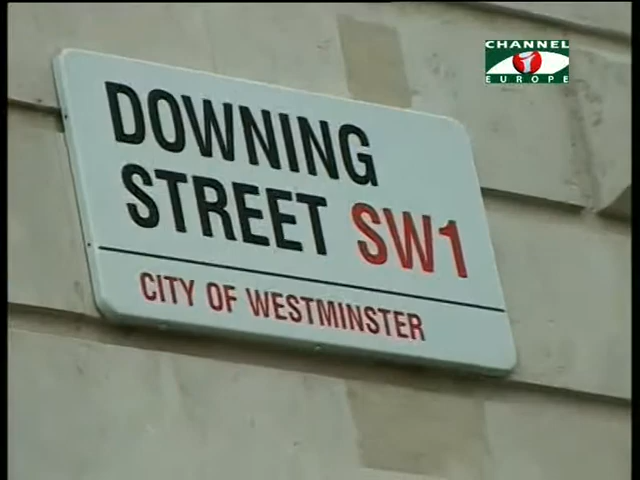 CHANNEL
i
EUROPE
DOWNING
STREET SW1
CITY OF WESTMINSTER